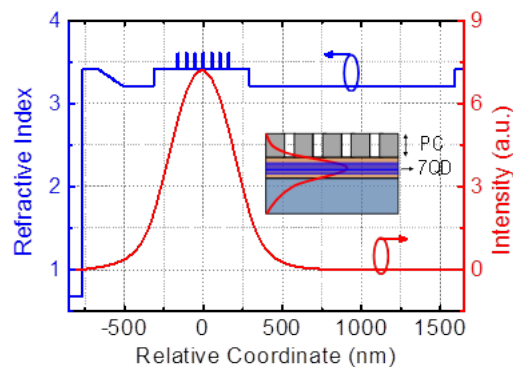 4
3
2
1
Refractive Index
9
6
3
0
Intensity (a.u.)
PC
7QD
-500
0
500
1000
1500
Relative Coordinate (nm)